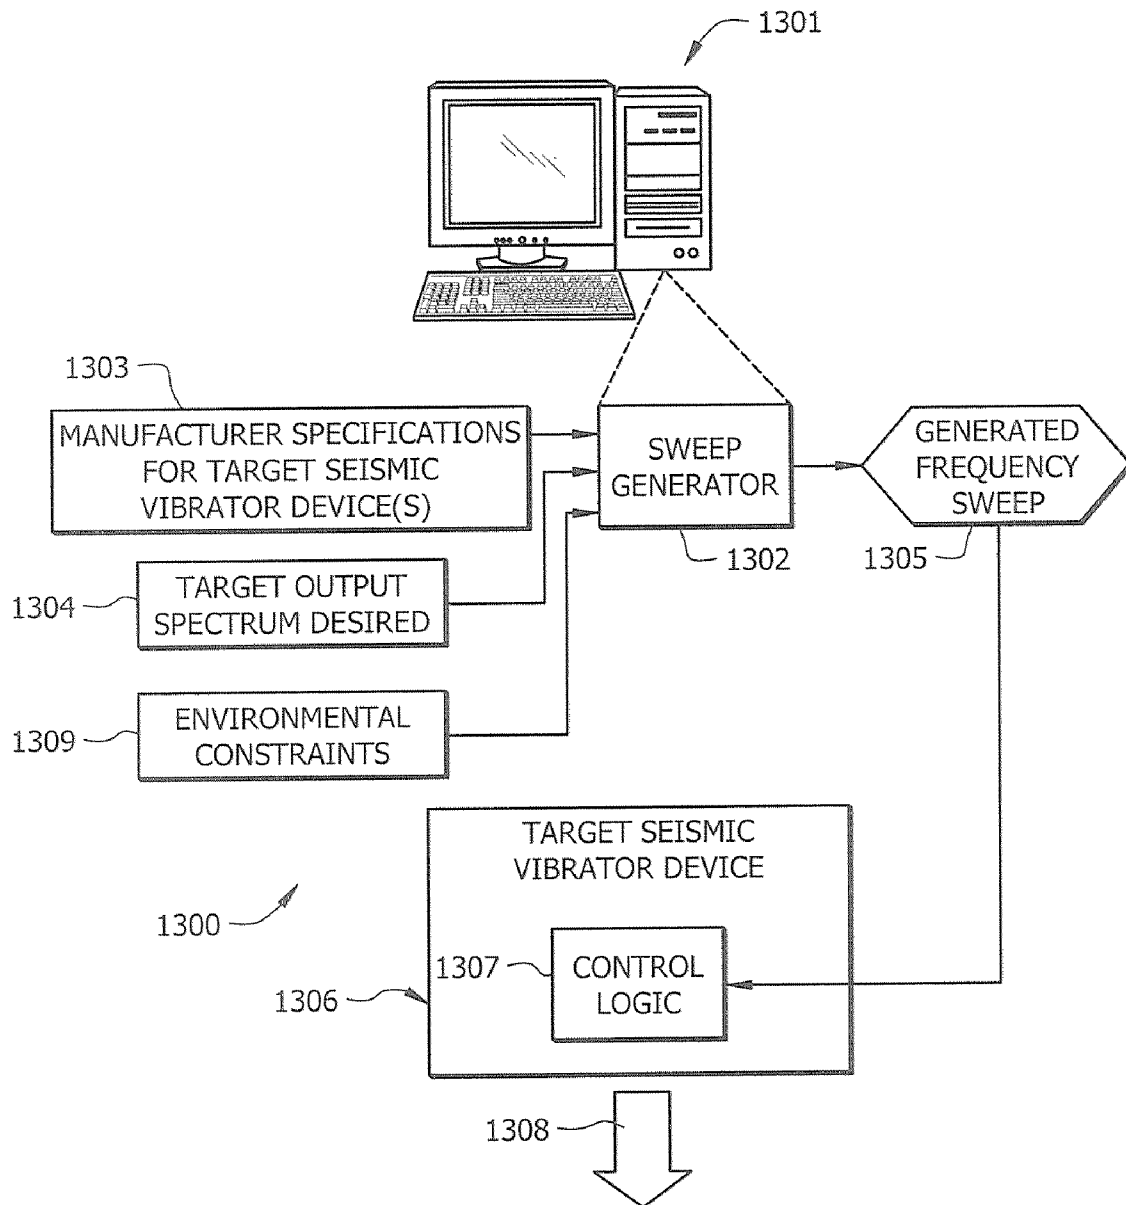 1301
1303
MANUFACTURER SPECIFICATIONS
FOR TARGET SEISMIC
VIBRATOR DEVICE(S)
SWEEP
GENERATOR
1302
GENERATED
FREQUENCY
SWEEP
1305
1304
TARGET OUTPUT
SPECTRUM DESIRED
1309
ENVIRONMENTAL
CONSTRAINTS
TARGET SEISMIC
VIBRATOR DEVICE
1300
1307
CONTROL
LOGIC
1306
1308